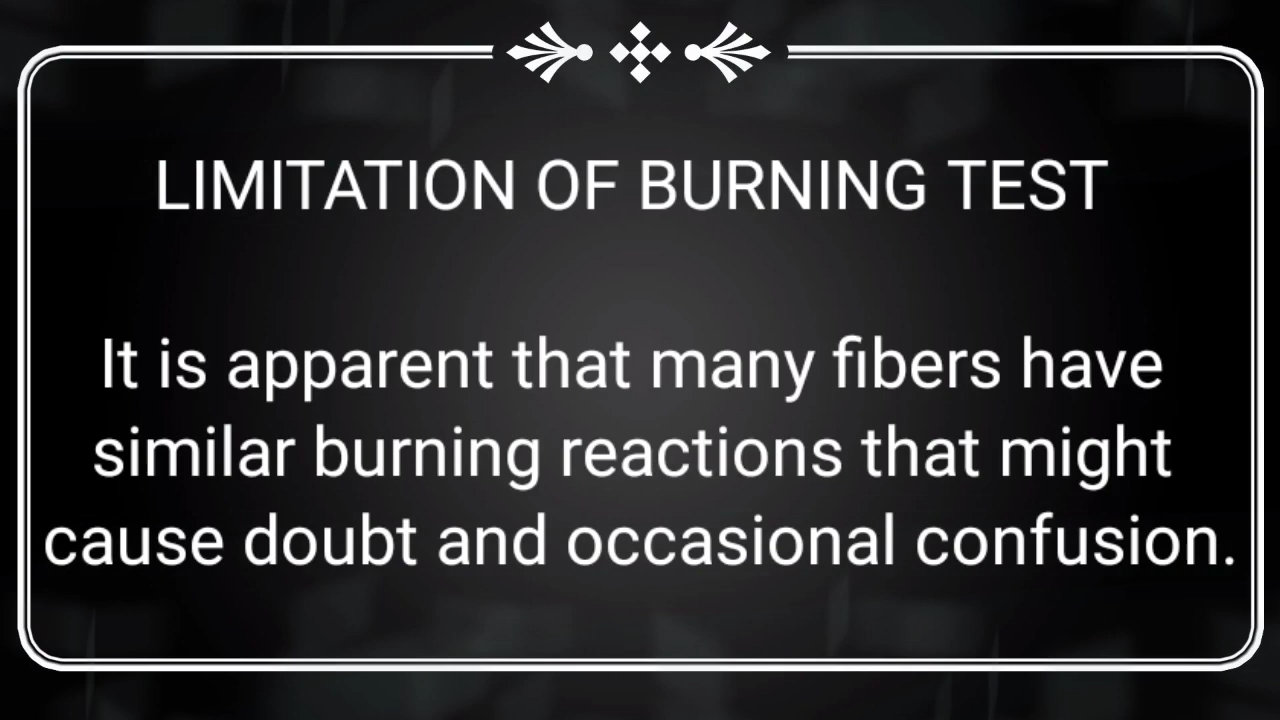 LIMITATION OF BURNING TEST
It is apparent that many fibers have
similar burning reactions that might
cause doubt and occasional confusion.